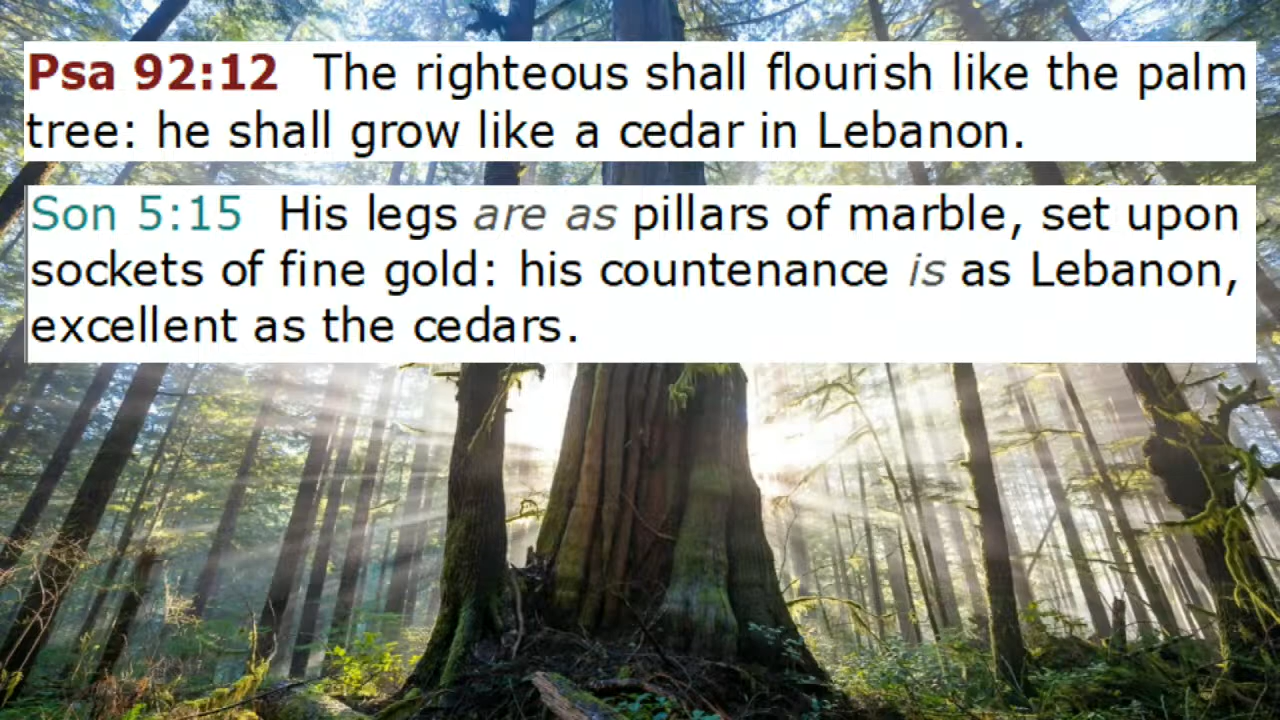 Psa 92:12 The righteous shall flourish like the palm
tree: he shall grow like a cedar in Lebanon.
Son 5:15 His legs are as pillars of marble, set upon
sockets of fine gold: his countenance is as Lebanon,
excellent as the cedars.